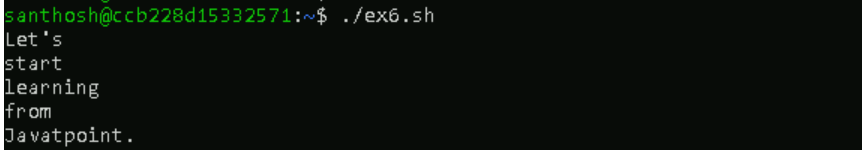 santhosh@ccb228d15332571:~$ ./ex6.sh
Let's
start
learning
from
Javatpoint.